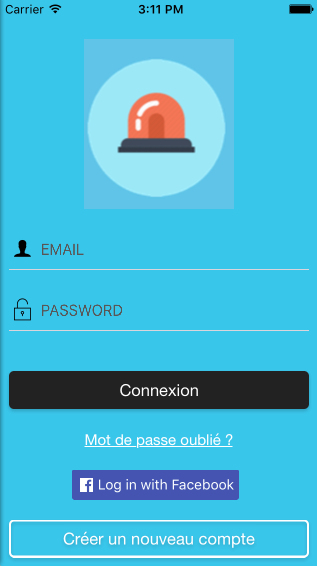 Carrier 3:11 PM
EMAIL
PASSWORD
Connexion
Mot de passe oublié ?
Log in with Facebook
Créer un nouveau compte